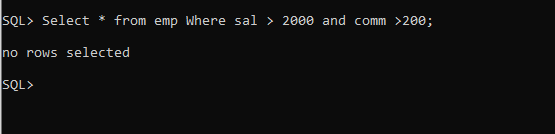 SQL> Select * from emp Where sal > 2000 and comm >200;
no rows selected
SQL>